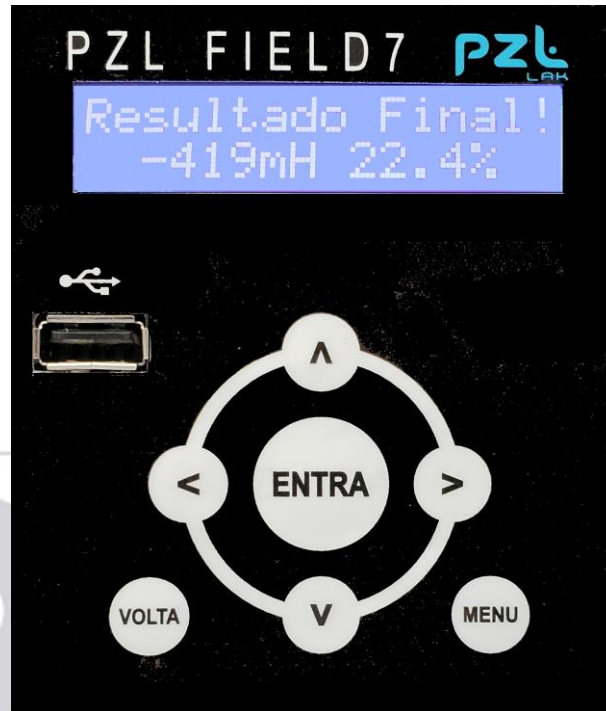 PZL FIELD7 PZL
LAK
Resultado Final!
-419mH 22.4%
^
< ENTRA >
VOLTA v MENU